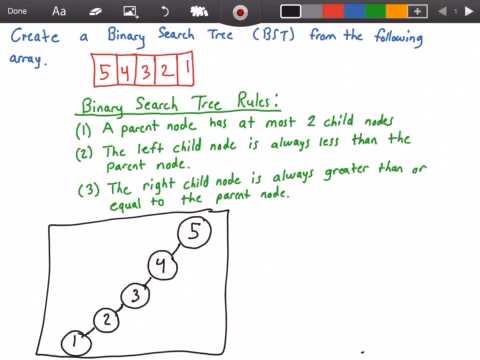 Done Aa 1
Create a Binary Search Tree (BST) from the following
array.
5 4 3 2 1
Binary Search Tree Rules:
(1) A parent node has at most 2 child nodes
(2) The left child node is always less than the
parent node.
(3) The right child node is always greater than or
equal to the parent node.
5
4
3
2
1